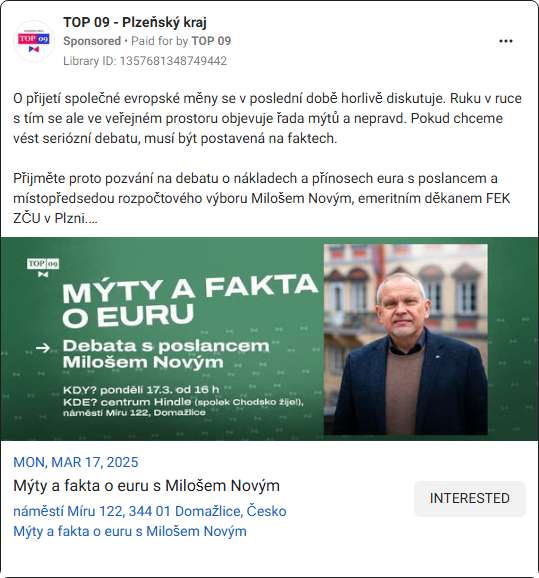 TOP 09 - Plzeňský kraj
Sponsored • Paid for by TOP 09
Library ID: 1357681348749442
O přijetí společné evropské měny se v poslední době horlivě diskutuje. Ruku v ruce
s tím se ale ve veřejném prostoru objevuje řada mýtů a nepravd. Pokud chceme
vést seriózní debatu, musí být postavená na faktech.
Přijměte proto pozvání na debatu o nákladech a přínosech eura s poslancem a
místopředsedou rozpočtového výboru Milošem Novým, emeritním děkanem FEK
ZČU v Plzni....
TOP 09
MÝTY A FAKTA
O EURU
→ Debata s poslancem
Milošem Novým
KDY? pondělí 17.3. od 16 h
KDE? centrum Hindle (spolek Chodsko žije!),
náměstí Míru 122, Domažlice
MON, MAR 17, 2025
Mýty a fakta o euru s Milošem Novým
INTERESTED
náměstí Míru 122, 344 01 Domažlice, Česko
Mýty a fakta o euru s Milošem Novým